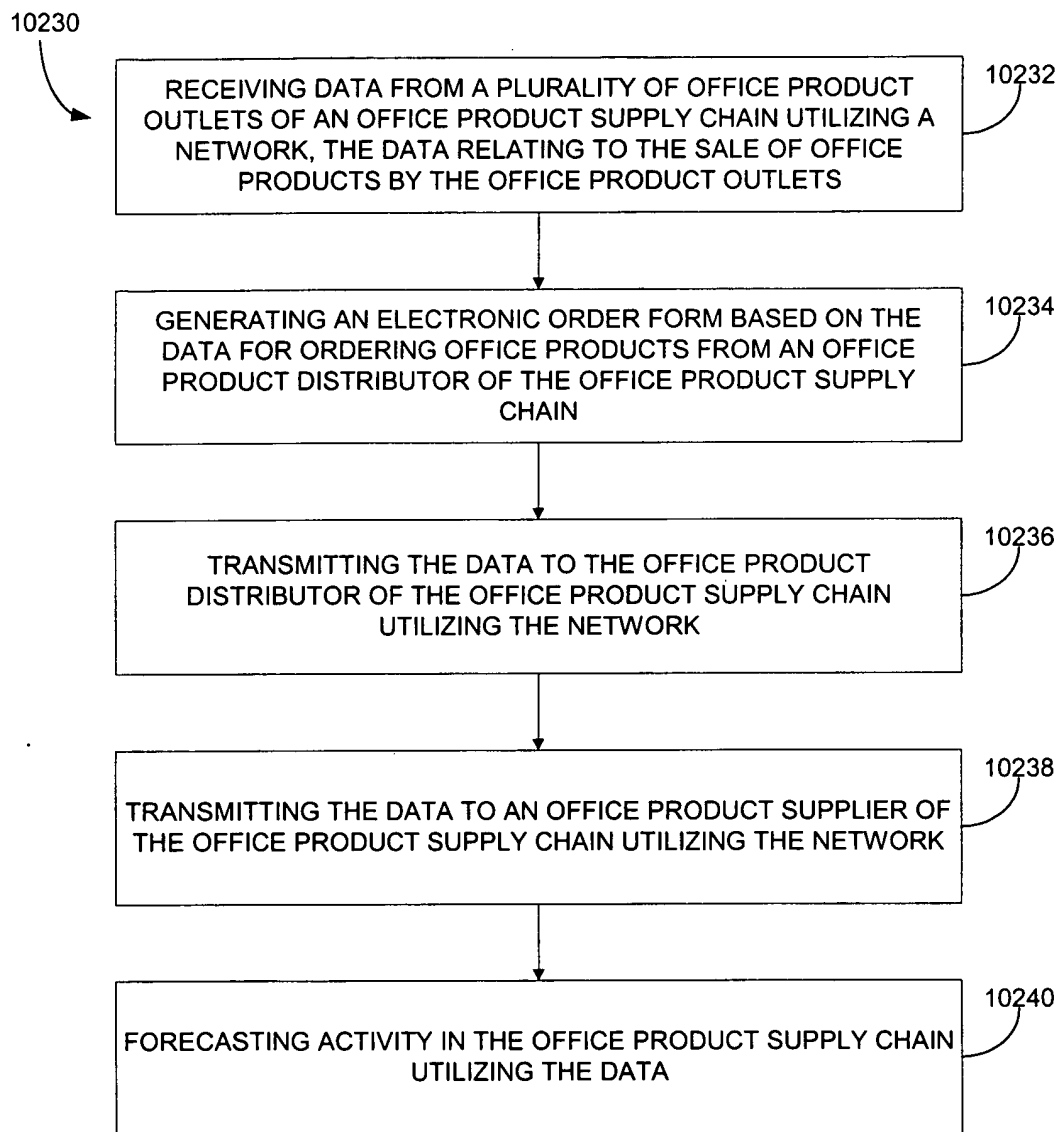 10230
10232
RECEIVING DATA FROM A PLURALITY OF OFFICE PRODUCT
OUTLETS OF AN OFFICE PRODUCT SUPPLY CHAIN UTILIZING A
NETWORK, THE DATA RELATING TO THE SALE OF OFFICE
PRODUCTS BY THE OFFICE PRODUCT OUTLETS
10234
GENERATING AN ELECTRONIC ORDER FORM BASED ON THE
DATA FOR ORDERING OFFICE PRODUCTS FROM AN OFFICE
PRODUCT DISTRIBUTOR OF THE OFFICE PRODUCT SUPPLY
CHAIN
10236
TRANSMITTING THE DATA TO THE OFFICE PRODUCT
DISTRIBUTOR OF THE OFFICE PRODUCT SUPPLY CHAIN
UTILIZING THE NETWORK
10238
TRANSMITTING THE DATA TO AN OFFICE PRODUCT SUPPLIER OF
THE OFFICE PRODUCT SUPPLY CHAIN UTILIZING THE NETWORK
10240
FORECASTING ACTIVITY IN THE OFFICE PRODUCT SUPPLY CHAIN
UTILIZING THE DATA